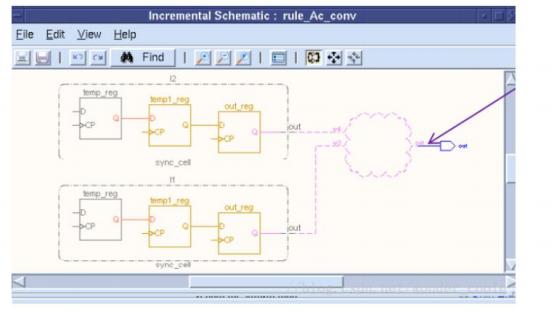 Incremental Schematic : rule_Ac_conv
File Edit View Help
Find
I2
temp_reg
temp1_reg
out_reg
D
Q
D
Q
D
Q
out
CP
CP
CP
sync_cell
out
out
I1
temp_reg
temp1_reg
out_reg
D
Q
D
Q
D
Q
out
CP
CP
CP
sync_cell